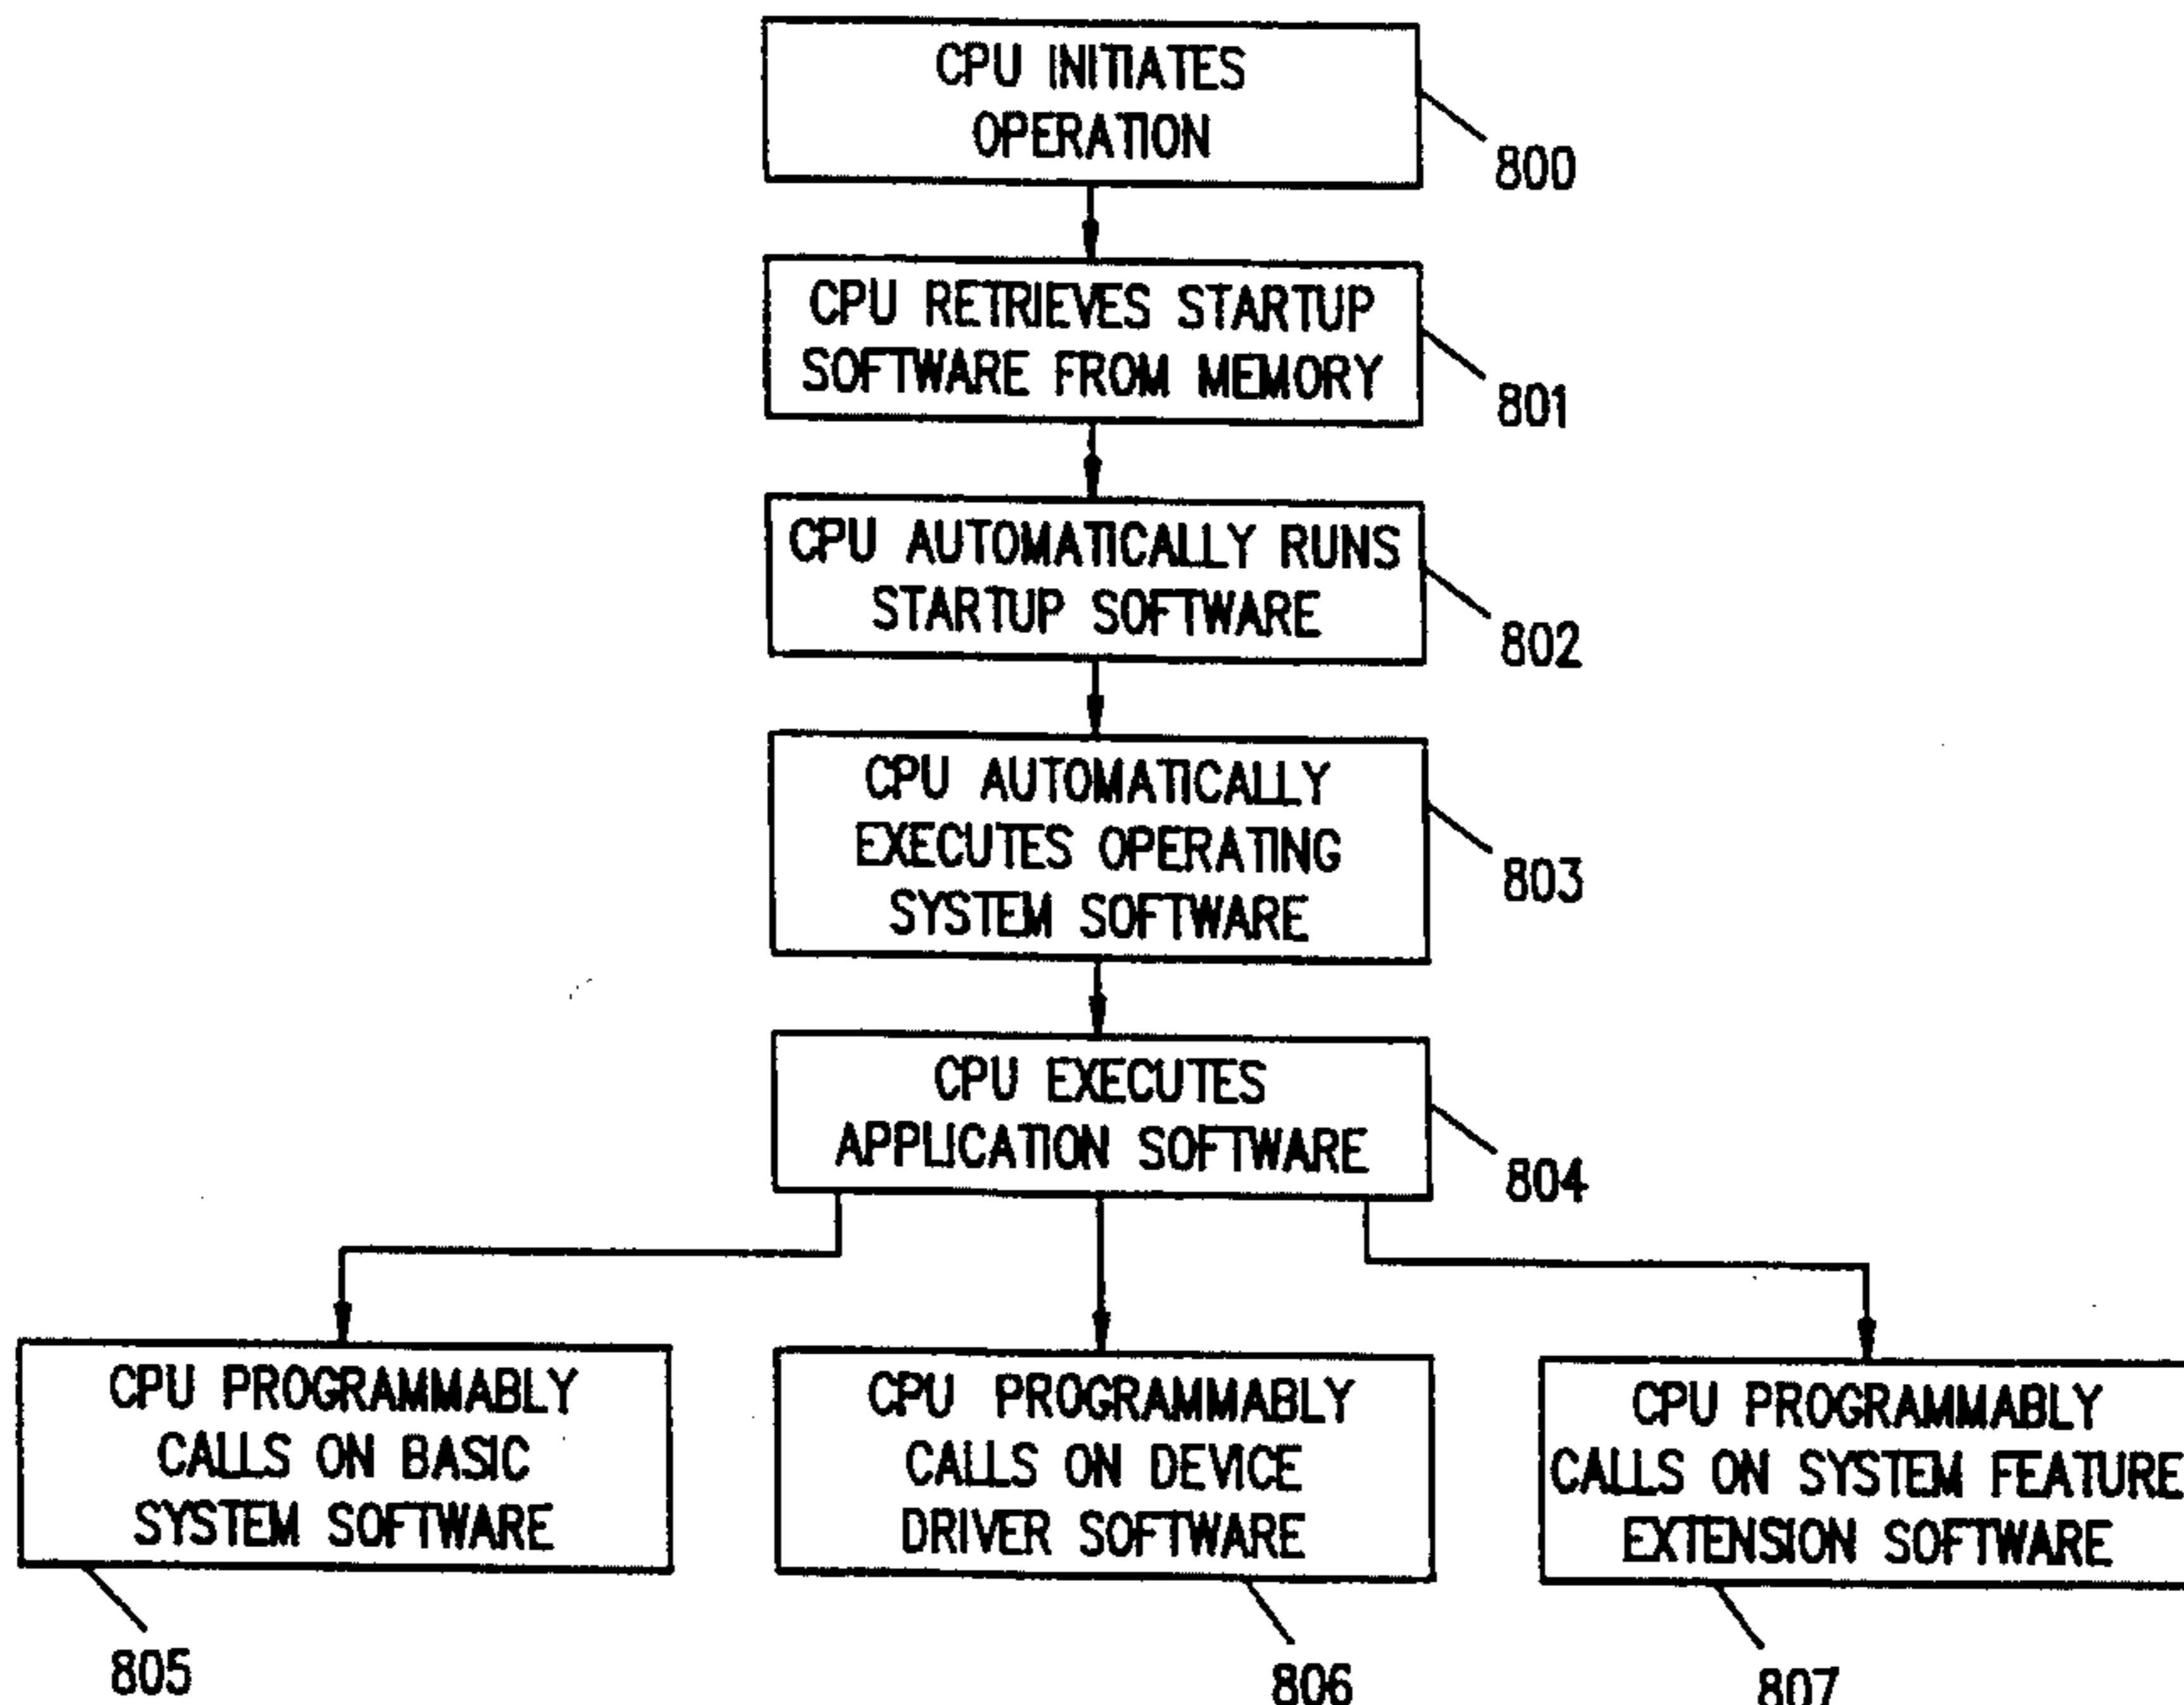 CPU INITIATES
OPERATION
800
CPU RETRIEVES STARTUP
SOFTWARE FROM MEMORY
801
CPU AUTOMATICALLY RUNS
STARTUP SOFTWARE
802
CPU AUTOMATICALLY
EXECUTES OPERATING
SYSTEM SOFTWARE
803
CPU EXECUTES
APPLICATION SOFTWARE
804
CPU PROGRAMMABLY
CALLS ON BASIC
SYSTEM SOFTWARE
805
CPU PROGRAMMABLY
CALLS ON DEVICE
DRIVER SOFTWARE
806
CPU PROGRAMMABLY
CALLS ON SYSTEM FEATURE
EXTENSION SOFTWARE
807